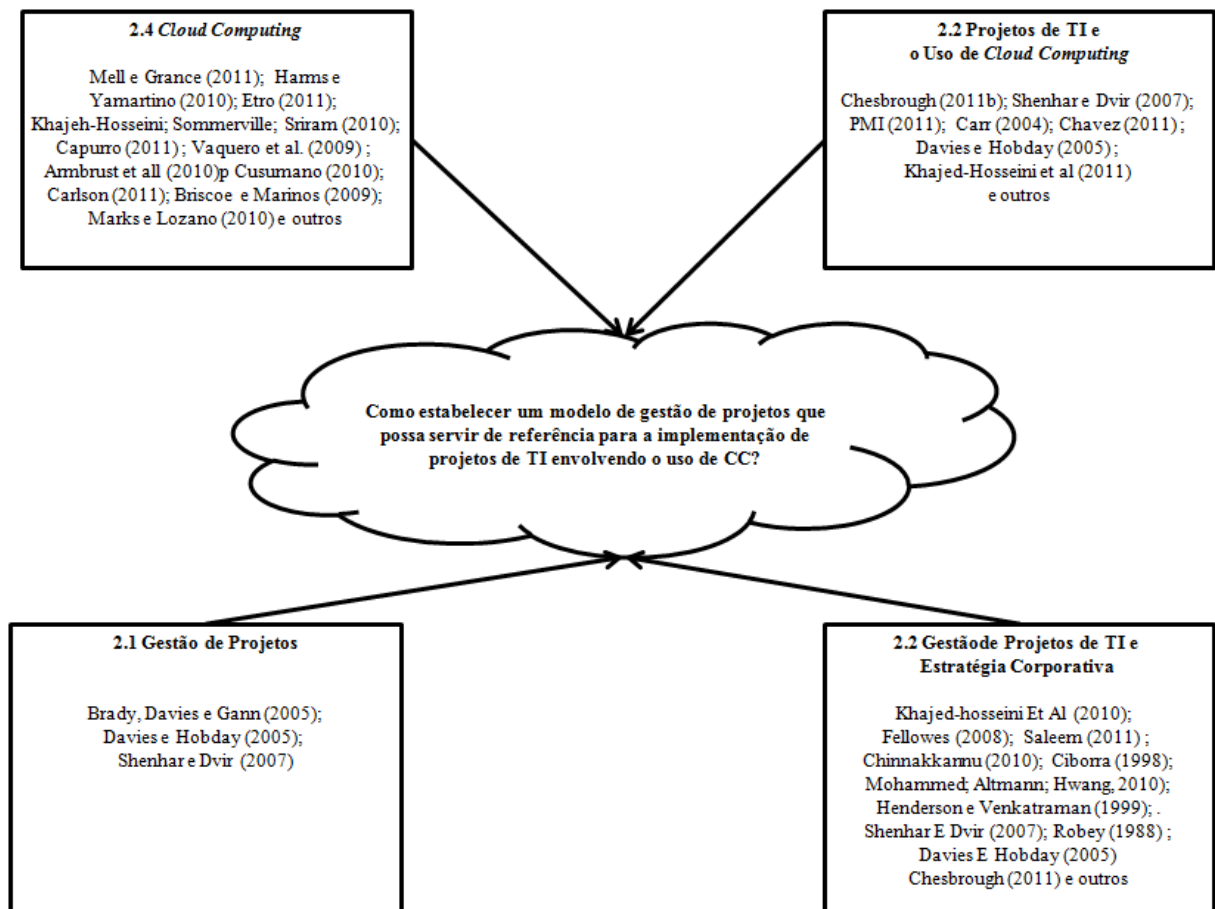 2.4 Cloud Computing
Mell e Grance (2011); Harms e
Yamartino (2010); Etro (2011);
Khajeh-Hosseini; Sommerville; Sriram (2010);
Capurro (2011) ; Vaquero et al. (2009) ;
Armbrust et all (2010)p Cusumano (2010);
Carlson (2011); Briscoe e Marinos (2009);
Marks e Lozano (2010) e outros
2.2 Projetos de TI e
o Uso de Cloud Computing
Chesbrough (2011b); Shenhar e Dvir (2007);
PMI (2011); Carr (2004); Chavez (2011) ;
Davies e Hobday (2005) ;
Khajed-Hosseini et al (2011)
e outros
Como estabelecer um modelo de gestão de projetos que
possa servir de referência para a implementação de
projetos de TI envolvendo o uso de CC?
2.1 Gestão de Projetos
Brady, Davies e Gann (2005);
Davies e Hobday (2005);
Shenhar e Dvir (2007)
2.2 Gestãode Projetos de TI e
Estratégia Corporativa
Khajed-hosseini Et Al (2010);
Fellowes (2008); Saleem (2011) ;
Chinnakkannu (2010); Ciborra (1998);
Mohammed; Altmann; Hwang, 2010);
Henderson e Venkatraman (1999); .
Shenhar E Dvir (2007); Robey (1988) ;
Davies E Hobday (2005)
Chesbrough (2011) e outros